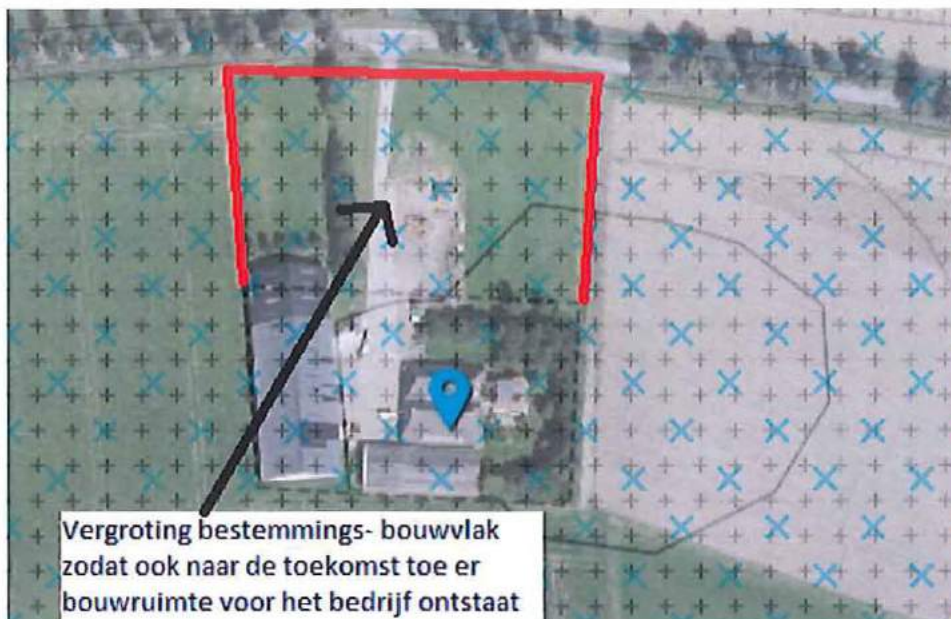 Vergroting bestemmings- bouwvlak
zodat ook naar de toekomst toe er
bouwruimte voor het bedrijf ontstaat